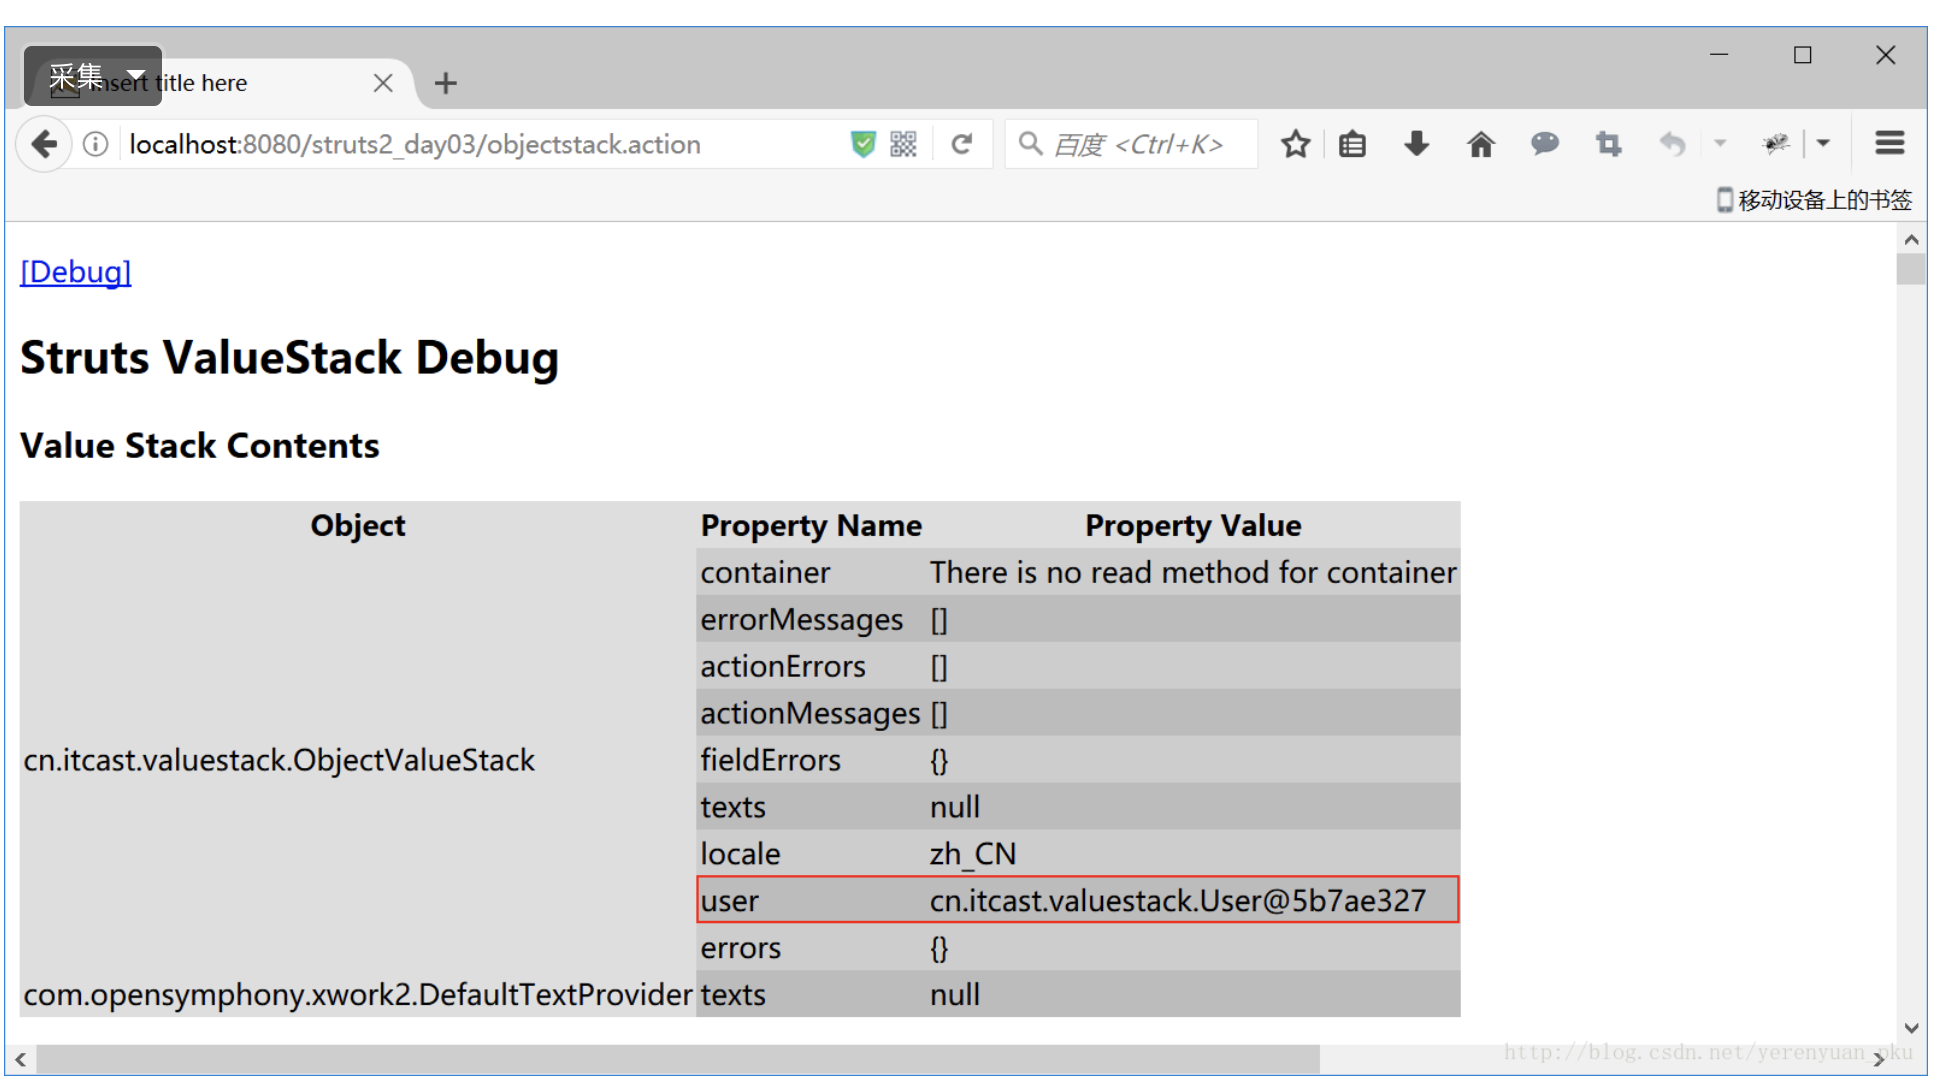 采集
Insert title here
localhost:8080/struts2_day03/objectstack.action
百度 <Ctrl+K>
移动设备上的书签
[Debug]
Struts ValueStack Debug
Value Stack Contents
Object Property Name Property Value
container There is no read method for container
errorMessages []
actionErrors []
actionMessages []
cn.itcast.valuestack.ObjectValueStack fieldErrors {}
texts null
locale zh_CN
user cn.itcast.valuestack.User@5b7ae327
errors {}
com.opensymphony.xwork2.DefaultTextProvider texts null
http://blog.csdn.net/yerenyuan_pku